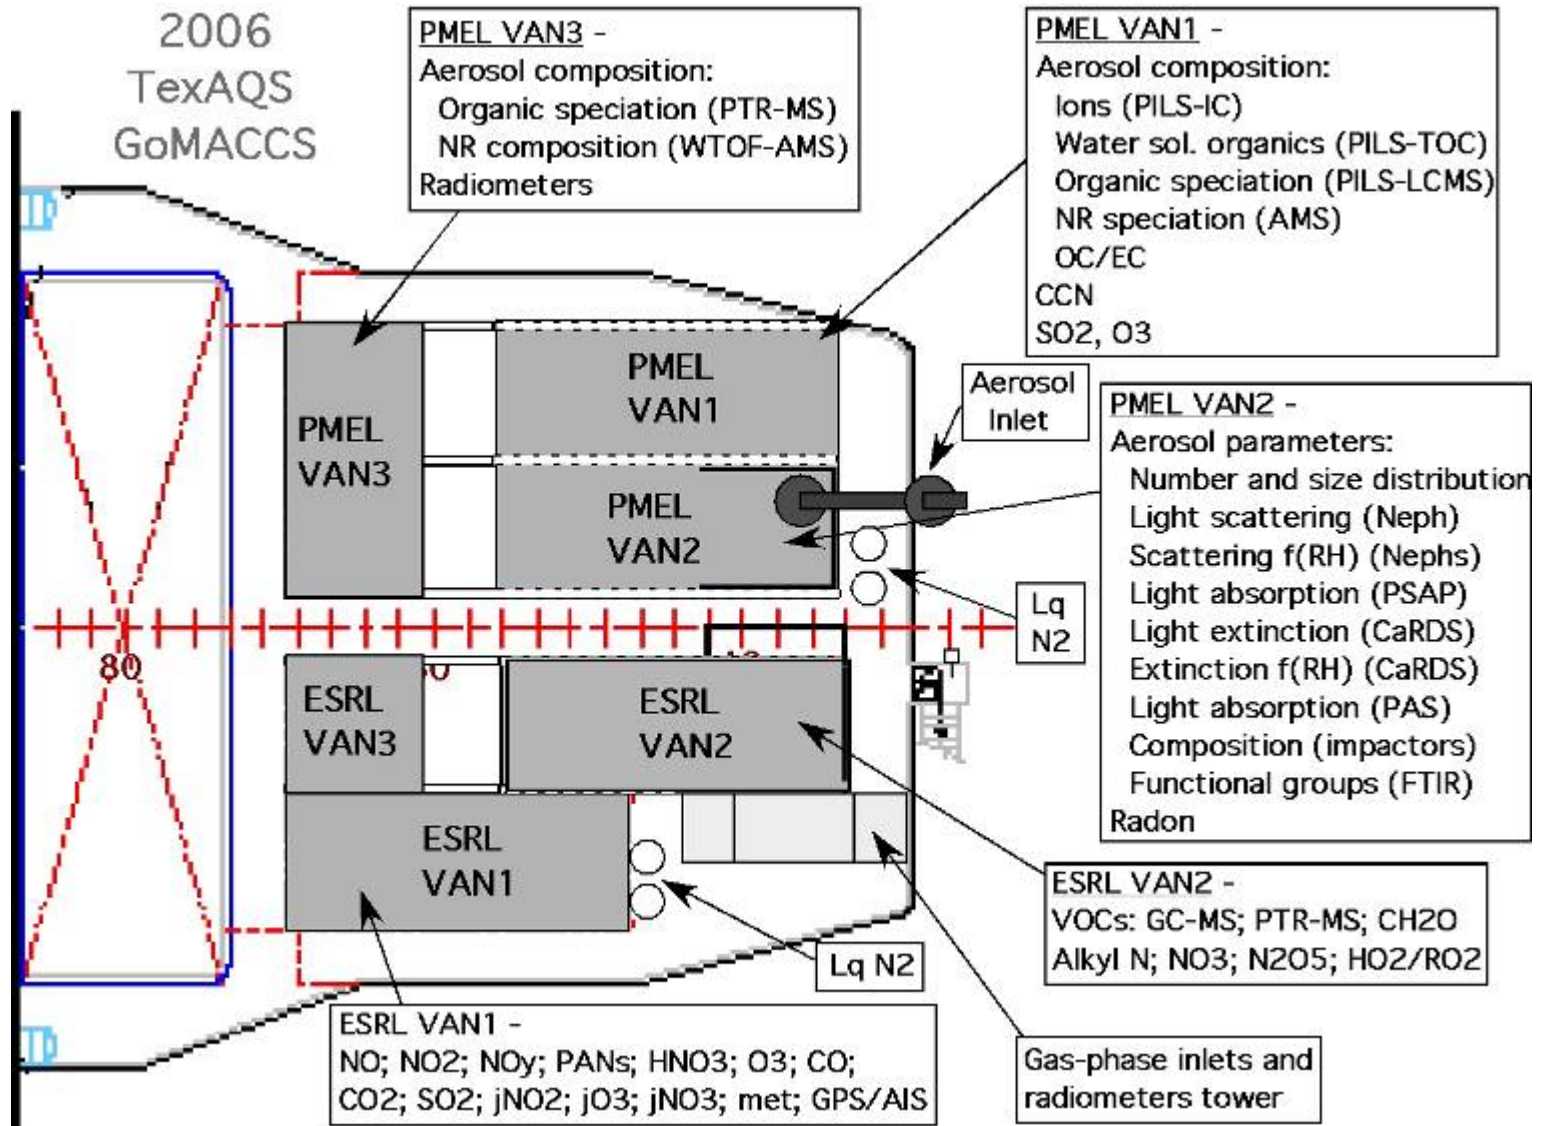 2006
TexAQS
GoMACCS
PMEL VAN3 -
Aerosol composition:
Organic speciation (PTR-MS)
NR composition (WTOF-AMS)
Radiometers
PMEL VAN1 -
Aerosol composition:
Ions (PILS-IC)
Water sol. organics (PILS-TOC)
Organic speciation (PILS-LCMS)
NR speciation (AMS)
OC/EC
CCN
SO2, O3
PMEL
VAN1
PMEL
VAN3
PMEL
VAN2
Aerosol
Inlet
PMEL VAN2 -
Aerosol parameters:
Number and size distribution
Light scattering (Neph)
Scattering f(RH) (Nephs)
Light absorption (PSAP)
Light extinction (CaRDS)
Extinction f(RH) (CaRDS)
Light absorption (PAS)
Composition (impactors)
Functional groups (FTIR)
Radon
Lq
N2
80
ESRL
VAN3
ESRL
VAN2
ESRL
VAN1
Lq N2
ESRL VAN2 -
VOCs: GC-MS; PTR-MS; CH2O
Alkyl N; NO3; N2O5; HO2/RO2
ESRL VAN1 -
NO; NO2; NOy; PANs; HNO3; O3; CO;
CO2; SO2; jNO2; jO3; jNO3; met; GPS/AIS
Gas-phase inlets and
radiometers tower